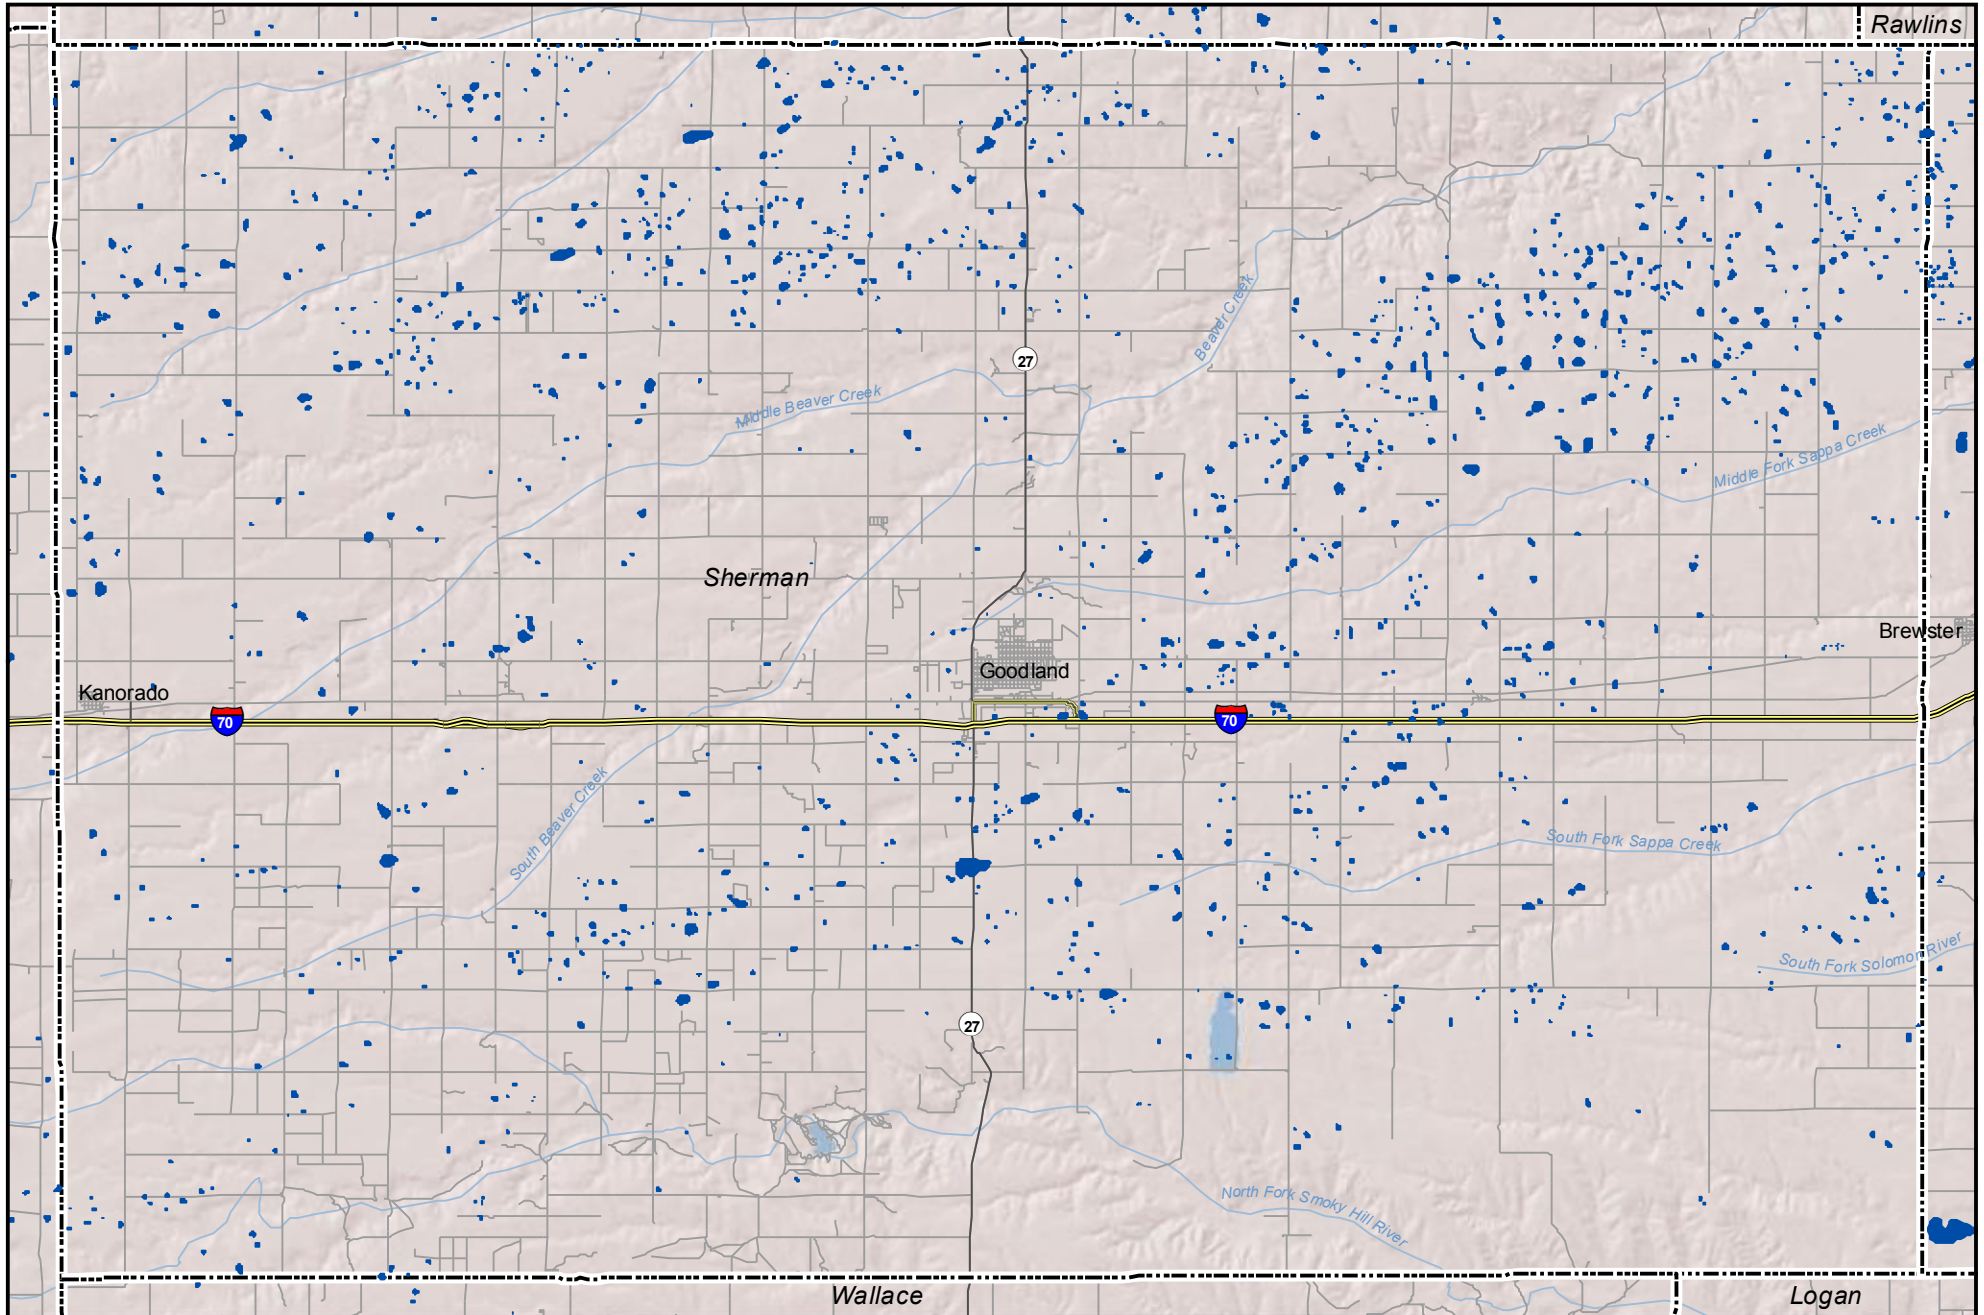 Rawlins
Beaver Creek
27
Middle Beaver Creek
Middle Fork Sappa Creek
Sherman
Brewster
Goodland
Kanorado
70
70
South Beaver Creek
South Fork Sappa Creek
South Fork Solomon River
27
North Fork Smoky Hill River
Wallace
Logan